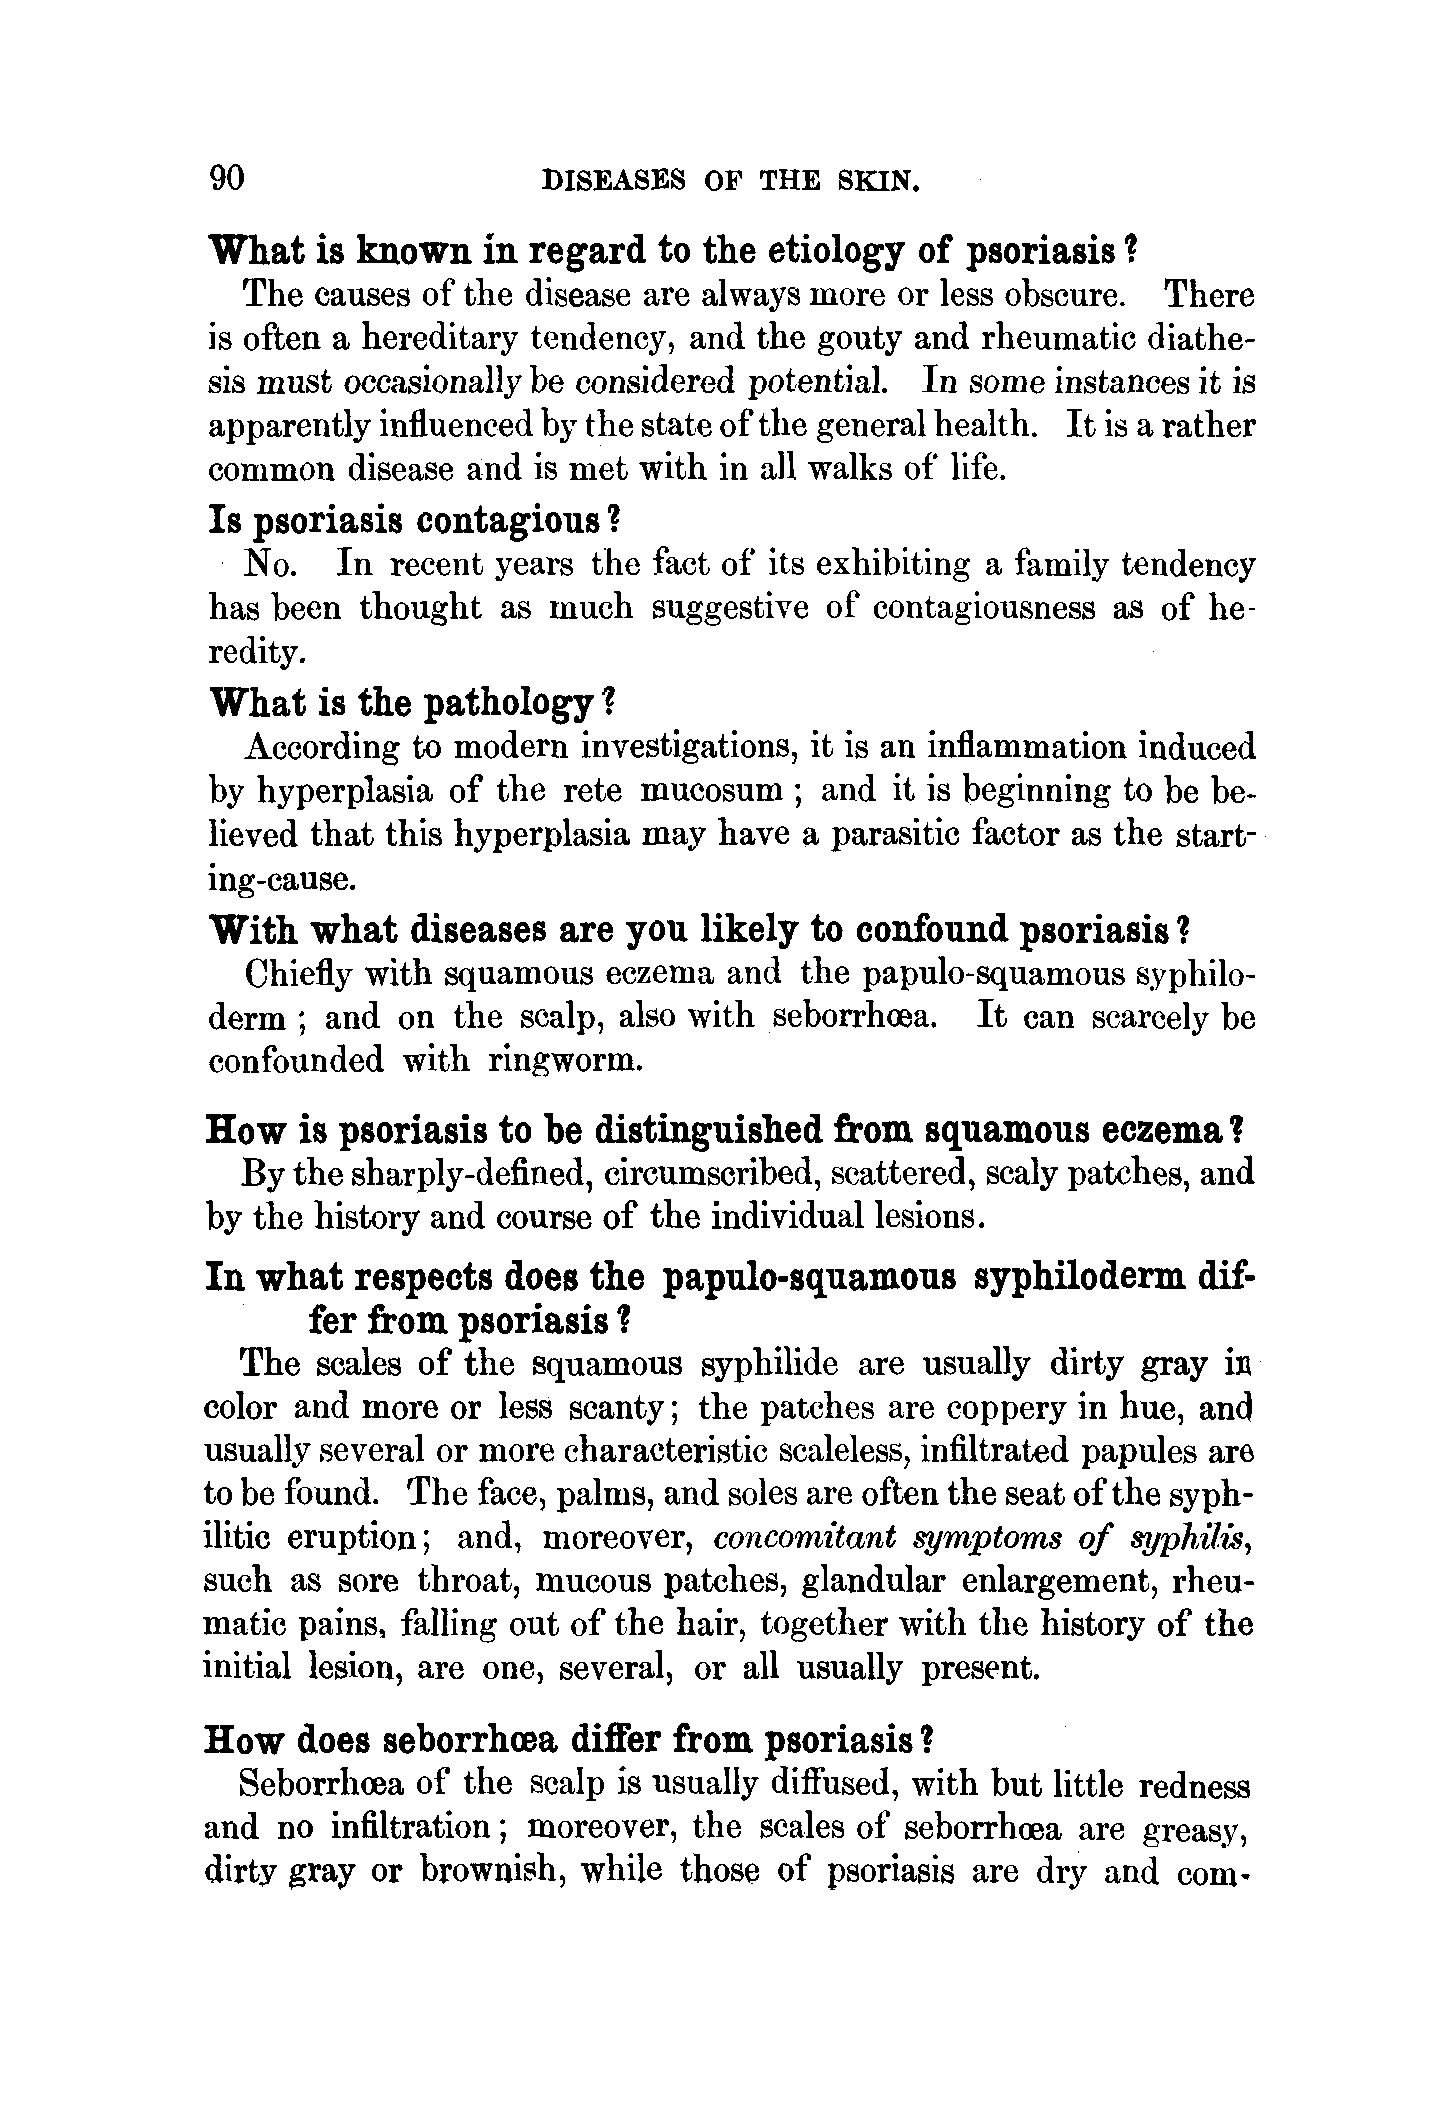 90 DISEASES OF THE SKIN.
What is known in regard to the etiology of psoriasis?
The causes of the disease are always more or less obscure. There
is often a hereditary tendency, and the gouty and rheumatic diathe-
sis must occasionally be considered potential. In some instances it is
apparently influenced by the state of the general health. It is a rather
common disease and is met with in all walks of life.
Is psoriasis contagious?
No. In recent years the fact of its exhibiting a family tendency
has been thought as much suggestive of contagiousness as of he-
redity.
What is the pathology?
According to modern investigations, it is an inflammation induced
by hyperplasia of the rete mucosum; and it is beginning to be be-
lieved that this hyperplasia may have a parasitic factor as the start-
ing-cause.
With what diseases are you likely to confound psoriasis?
Chiefly with squamous eczema and the papulo-squamous syphilo-
derm; and on the scalp, also with seborrhœa. It can scarcely be
confounded with ringworm.
How is psoriasis to be distinguished from squamous eczema?
By the sharply-defined, circumscribed, scattered, scaly patches, and
by the history and course of the individual lesions.
In what respects does the papulo-squamous syphiloderm dif-
fer from psoriasis?
The scales of the squamous syphilide are usually dirty gray in
color and more or less scanty; the patches are coppery in hue, and
usually several or more characteristic scaleless, infiltrated papules are
to be found. The face, palms, and soles are often the seat of the syph-
ilitic eruption; and, moreover, concomitant symptoms of syphilis,
such as sore throat, mucous patches, glandular enlargement, rheu-
matic pains, falling out of the hair, together with the history of the
initial lesion, are one, several, or all usually present.
How does seborrhœa differ from psoriasis?
Seborrhœa of the scalp is usually diffused, with but little redness
and no infiltration; moreover, the scales of seborrhœa are greasy,
dirty gray or brownish, while those of psoriasis are dry and com-